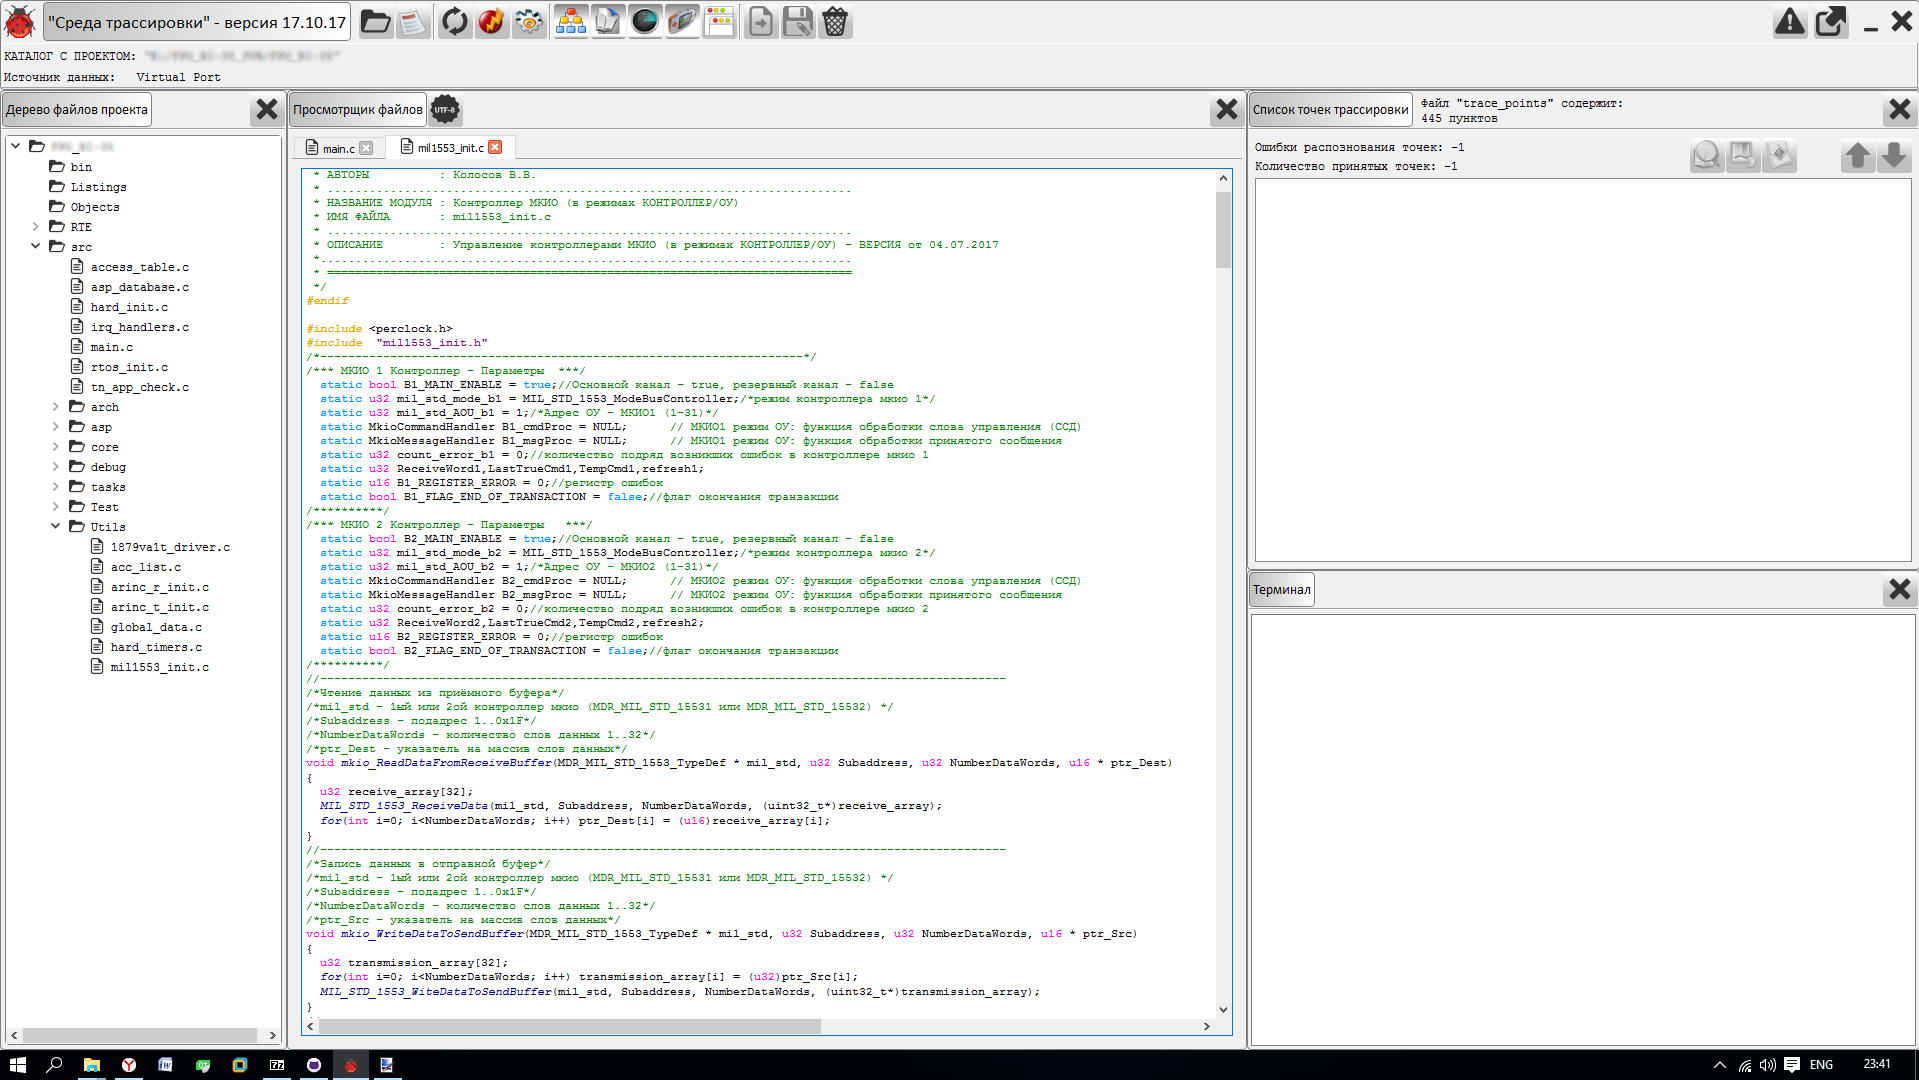 "Среда трассировки" - версия 17.10.17
КАТАЛОГ С ПРОЕКТОМ:
Источник данных: Virtual Port
Дерево файлов проекта
bin
Listings
Objects
RTE
src
access_table.c
asp_database.c
hard_init.c
irq_handlers.c
main.c
rtos_init.c
tn_app_check.c
arch
asp
core
debug
tasks
Test
Utils
1879va1t_driver.c
acc_list.c
arinc_r_init.c
arinc_t_init.c
global_data.c
hard_timers.c
mil1553_init.c
Просмотрщик файлов
UTF-8
main.c
mil1553_init.c
* АВТОРЫ : Колосов В.В.
* ---------------------------------------------------------------------------
* НАЗВАНИЕ МОДУЛЯ : Контроллер МКИО (в режимах КОНТРОЛЛЕР/ОУ)
* ИМЯ ФАЙЛА : mil1553_init.c
* ---------------------------------------------------------------------------
* ОПИСАНИЕ : Управление контроллерами МКИО (в режимах КОНТРОЛЛЕР/ОУ) - ВЕРСИЯ от 04.07.2017
*----------------------------------------------------------------------------
* ===========================================================================
*/
#endif
#include <perclock.h>
#include "mil1553_init.h"
/*---------------------------------------------------------------------*/
/*** МКИО 1 Контроллер - Параметры ***/
static bool B1_MAIN_ENABLE = true;//Основной канал - true, резервный канал - false
static u32 mil_std_mode_b1 = MIL_STD_1553_ModeBusController;/*режим контроллера мкио 1*/
static u32 mil_std_AOU_b1 = 1;/*Адрес ОУ - МКИО1 (1-31)*/
static MkioCommandHandler B1_cmdProc = NULL; // МКИО1 режим ОУ: функция обработки слова управления (ССД)
static MkioMessageHandler B1_msgProc = NULL; // МКИО1 режим ОУ: функция обработки принятого сообщения
static u32 count_error_b1 = 0;//количество подряд возникших ошибок в контроллере мкио 1
static u32 ReceiveWord1,LastTrueCmd1,TempCmd1,refresh1;
static u16 B1_REGISTER_ERROR = 0;//регистр ошибок
static bool B1_FLAG_END_OF_TRANSACTION = false;//флаг окончания транзакции
/**********/
/*** МКИО 2 Контроллер - Параметры ***/
static bool B2_MAIN_ENABLE = true;//Основной канал - true, резервный канал - false
static u32 mil_std_mode_b2 = MIL_STD_1553_ModeBusController;/*режим контроллера мкио 2*/
static u32 mil_std_AOU_b2 = 1;/*Адрес ОУ - МКИО2 (1-31)*/
static MkioCommandHandler B2_cmdProc = NULL; // МКИО2 режим ОУ: функция обработки слова управления (ССД)
static MkioMessageHandler B2_msgProc = NULL; // МКИО2 режим ОУ: функция обработки принятого сообщения
static u32 count_error_b2 = 0;//количество подряд возникших ошибок в контроллере мкио 2
static u32 ReceiveWord2,LastTrueCmd2,TempCmd2,refresh2;
static u16 B2_REGISTER_ERROR = 0;//регистр ошибок
static bool B2_FLAG_END_OF_TRANSACTION = false;//флаг окончания транзакции
/**********/
//--------------------------------------------------------------------------------------------------
/*Чтение данных из приёмного буфера*/
/*mil_std - 1ый или 2ой контроллер мкио (MDR_MIL_STD_15531 или MDR_MIL_STD_15532) */
/*Subaddress - подадрес 1..0x1F*/
/*NumberDataWords - количество слов данных 1..32*/
/*ptr_Dest - указатель на массив слов данных*/
void mkio_ReadDataFromReceiveBuffer(MDR_MIL_STD_1553_TypeDef * mil_std, u32 Subaddress, u32 NumberDataWords, u16 * ptr_Dest)
{
u32 receive_array[32];
MIL_STD_1553_ReceiveData(mil_std, Subaddress, NumberDataWords, (uint32_t*)receive_array);
for(int i=0; i<NumberDataWords; i++) ptr_Dest[i] = (u16)receive_array[i];
}
//--------------------------------------------------------------------------------------------------
/*Запись данных в отправной буфер*/
/*mil_std - 1ый или 2ой контроллер мкио (MDR_MIL_STD_15531 или MDR_MIL_STD_15532) */
/*Subaddress - подадрес 1..0x1F*/
/*NumberDataWords - количество слов данных 1..32*/
/*ptr_Src - указатель на массив слов данных*/
void mkio_WriteDataToSendBuffer(MDR_MIL_STD_1553_TypeDef * mil_std, u32 Subaddress, u32 NumberDataWords, u16 * ptr_Src)
{
u32 transmission_array[32];
for(int i=0; i<NumberDataWords; i++) transmission_array[i] = (u32)ptr_Src[i];
MIL_STD_1553_WiteDataToSendBuffer(mil_std, Subaddress, NumberDataWords, (uint32_t*)transmission_array);
}
Список точек трассировки
Файл "trace_points" содержит:
445 пунктов
Ошибки распознования точек: -1
Количество принятых точек: -1
Терминал
ENG
23:41